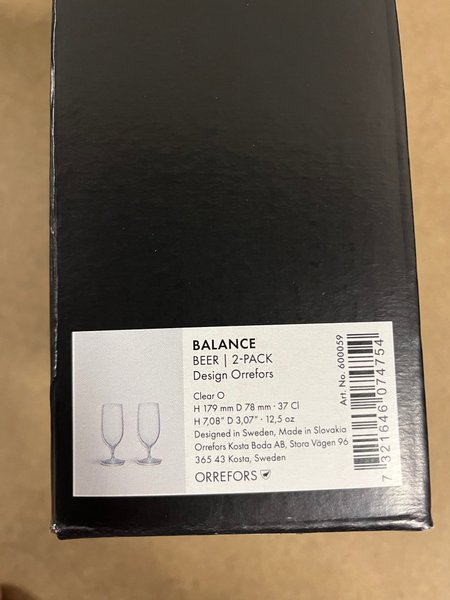 BALANCE
BEER | 2-PACK
Design Orrefors
Clear O
H 179 mm D 78 mm · 37 Cl
H 7,08" D 3,07" · 12,5 oz
Designed in Sweden, Made in Slovakia
Orrefors Kosta Boda AB, Stora Vägen 96
365 43 Kosta, Sweden
ORREFORS
Art. No. 600059
7 321646 074754